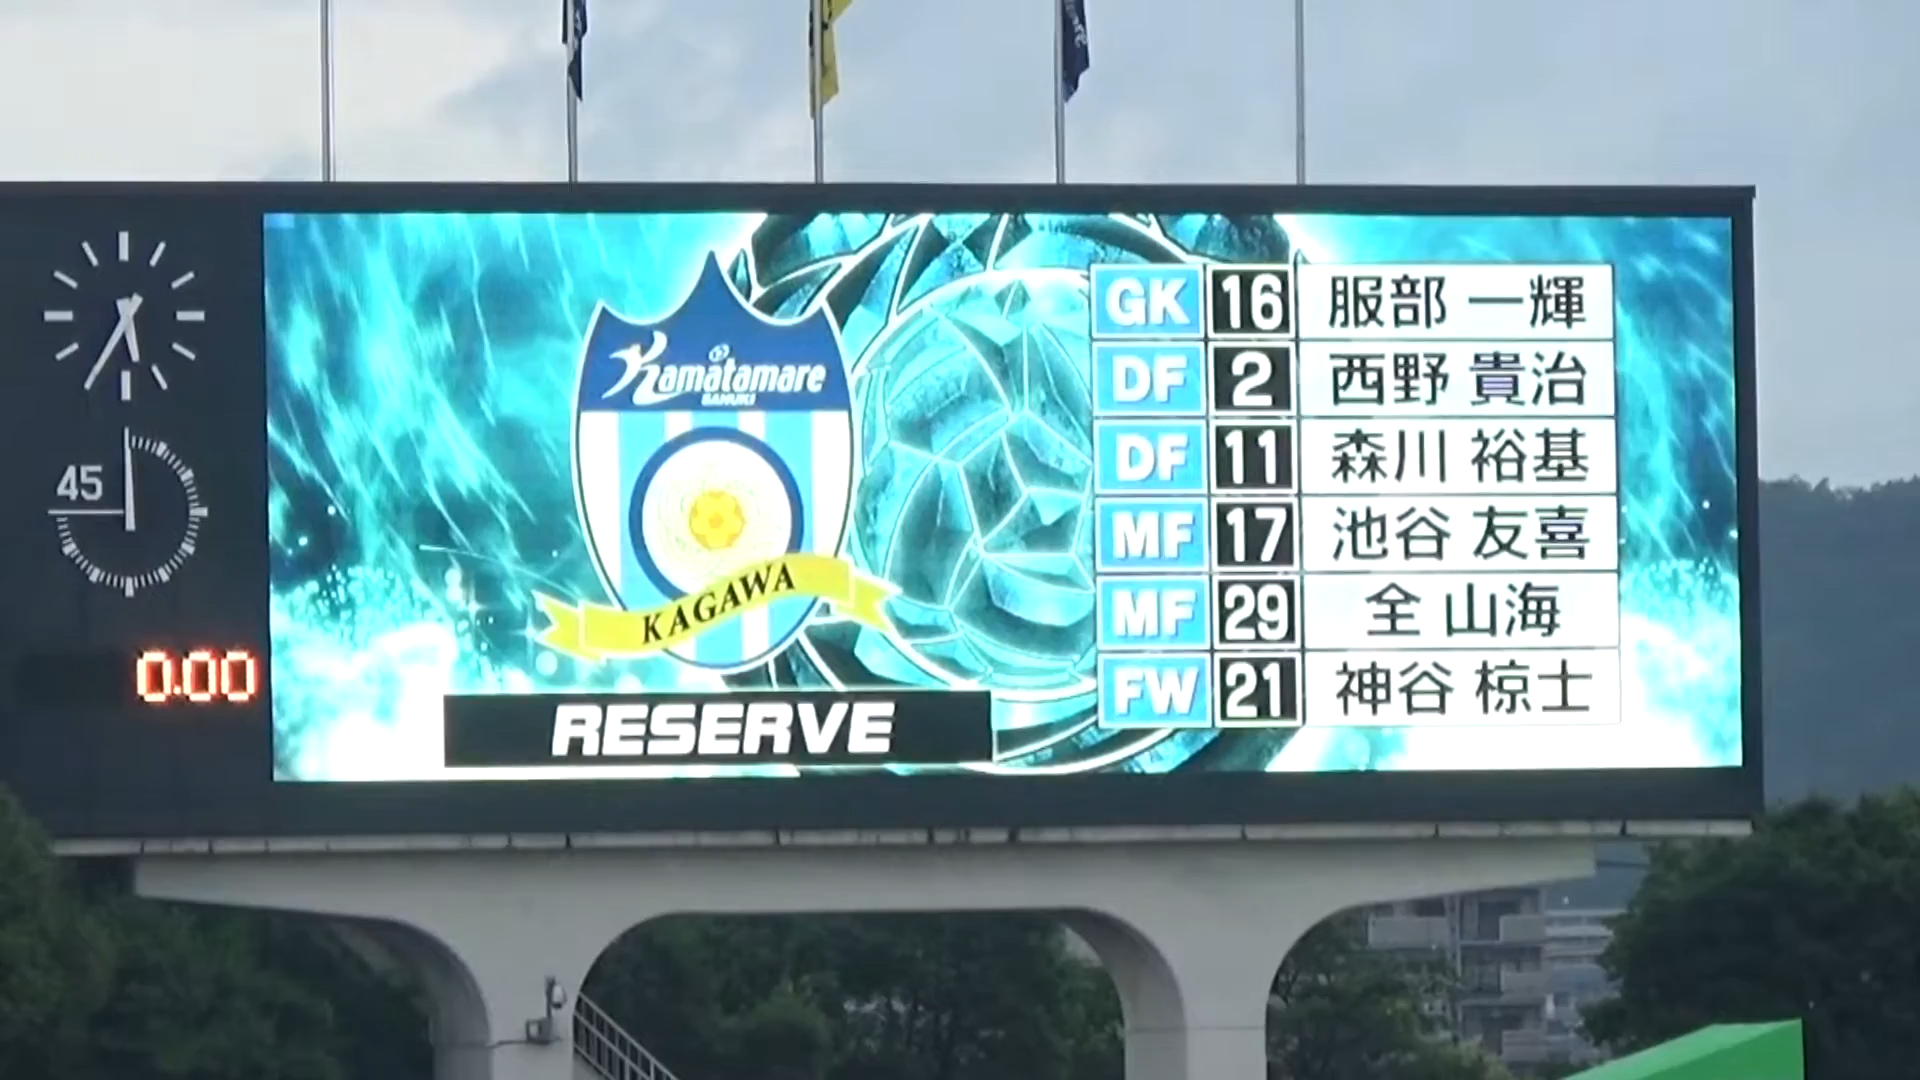 45
0.00
Kamatamare
SANUKI
KAGAWA
RESERVE
GK 16 服部 一輝
DF 2 西野 貴治
DF 11 森川 裕基
MF 17 池谷 友喜
MF 29 全 山海
FW 21 神谷 椋士